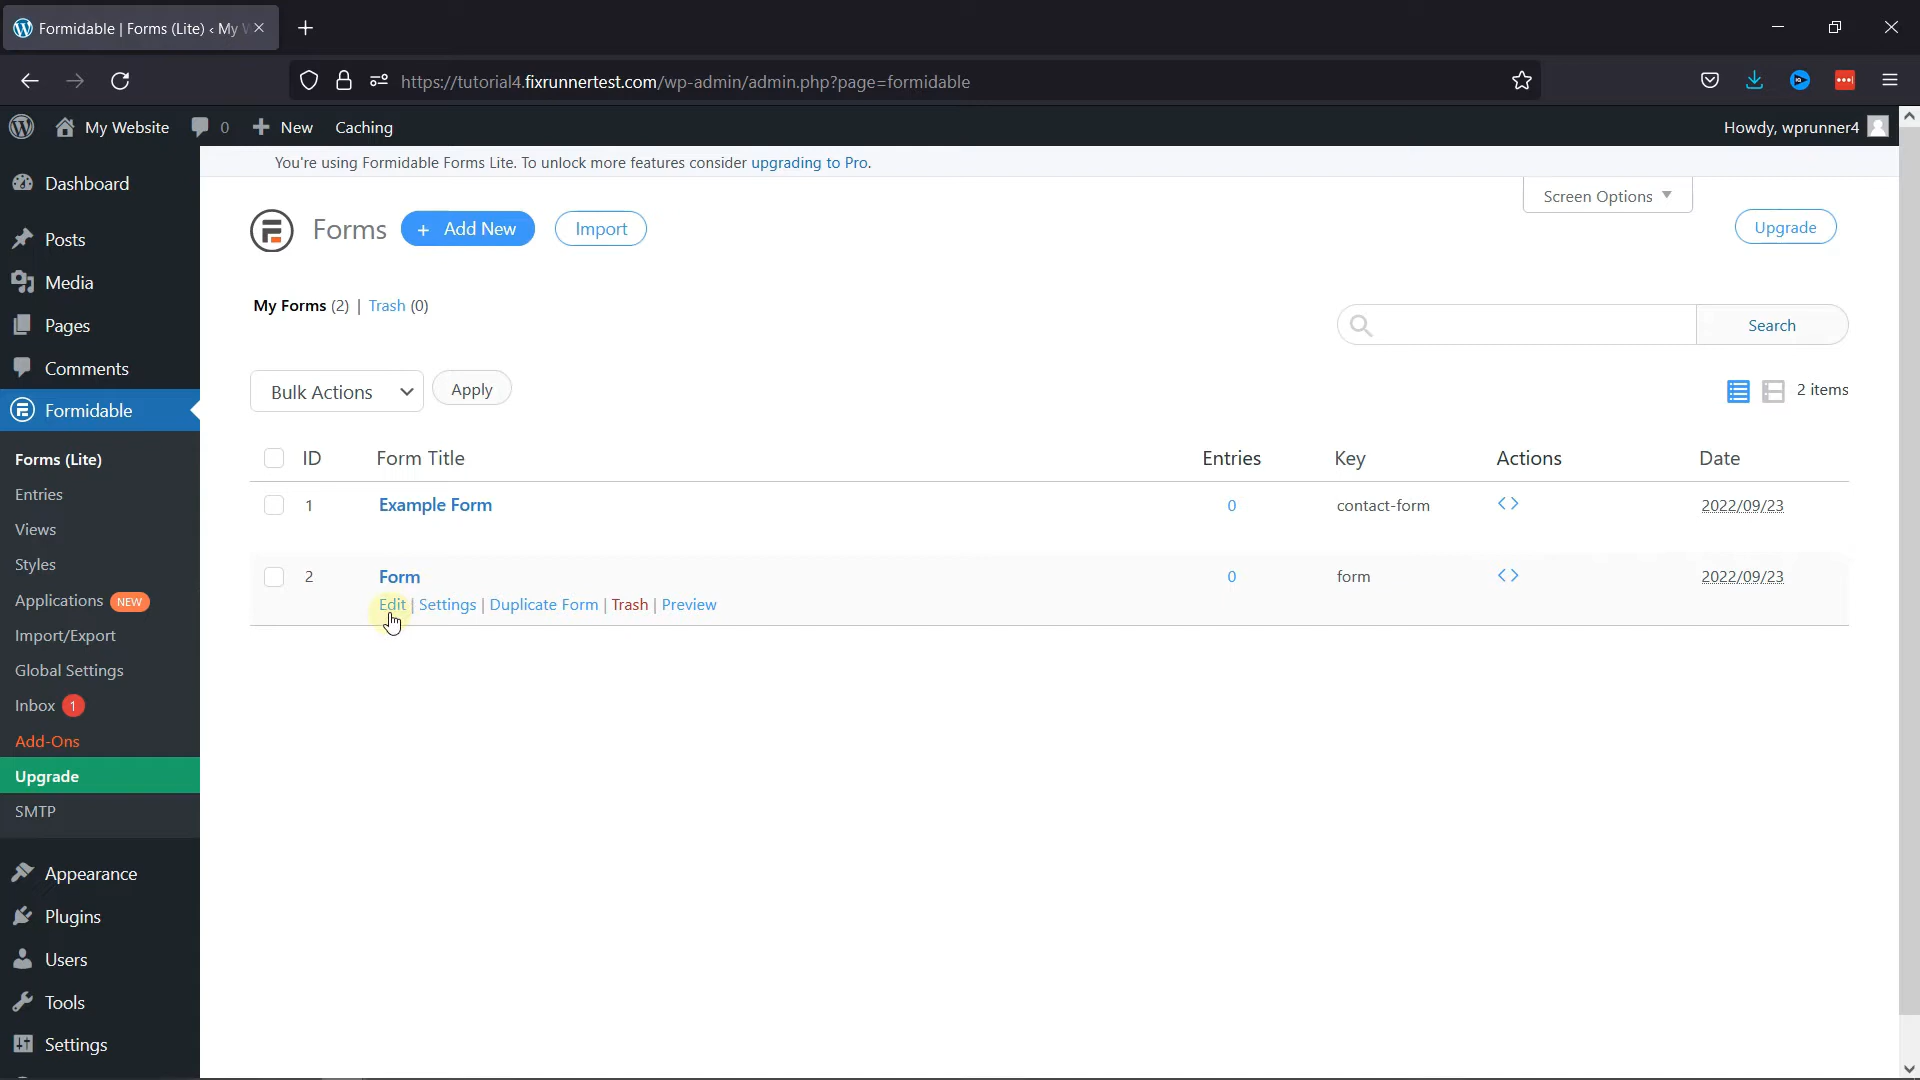 Formidable | Forms (Lite) ‹ My W
https://tutorial4.fixrunnertest.com/wp-admin/admin.php?page=formidable
My Website
0
New
Caching
Howdy, wprunner4
You're using Formidable Forms Lite. To unlock more features consider upgrading to Pro.
Dashboard
Posts
Media
Pages
Comments
Formidable
Forms (Lite)
Entries
Views
Styles
Applications NEW
Import/Export
Global Settings
Inbox 1
Add-Ons
Upgrade
SMTP
Appearance
Plugins
Users
Tools
Settings
Screen Options
Forms
+ Add New
Import
Upgrade
My Forms (2) | Trash (0)
Search
Bulk Actions
Apply
2 items
ID Form Title Entries Key Actions Date
1 Example Form 0 contact-form <> 2022/09/23
2 Form 0 form <> 2022/09/23
Edit | Settings | Duplicate Form | Trash | Preview